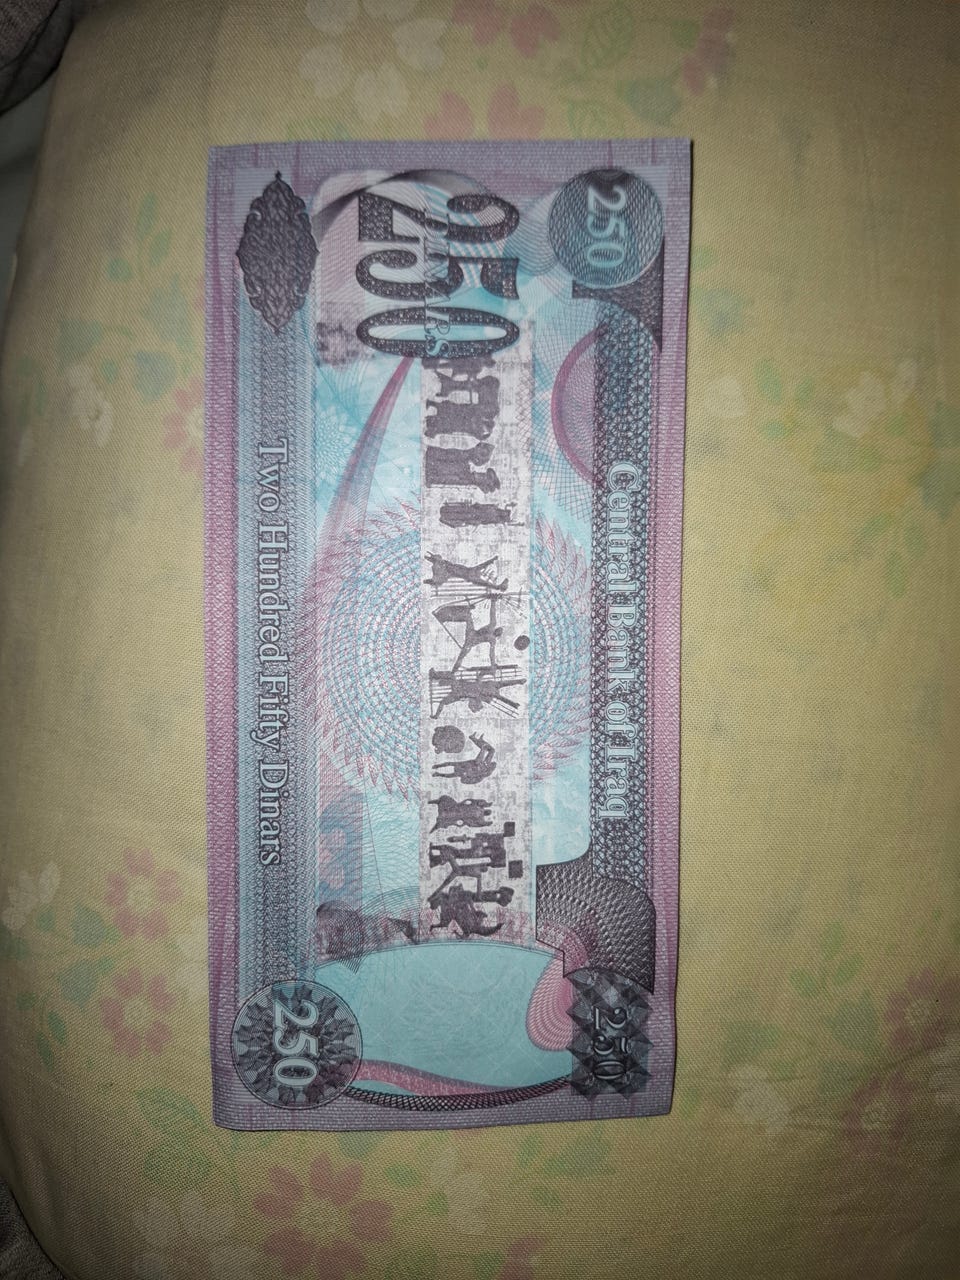 250
Central Bank of Iraq
250
250
DINARS
Two Hundred Fifty Dinars
250